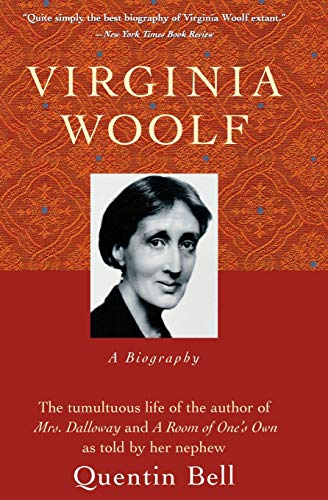 "Quite simply the best biography of Virginia Woolf extant."
—New York Times Book Review
VIRGINIA
WOOLF
A Biography
The tumultuous life of the author of
Mrs. Dalloway and A Room of One's Own
as told by her nephew
Quentin Bell